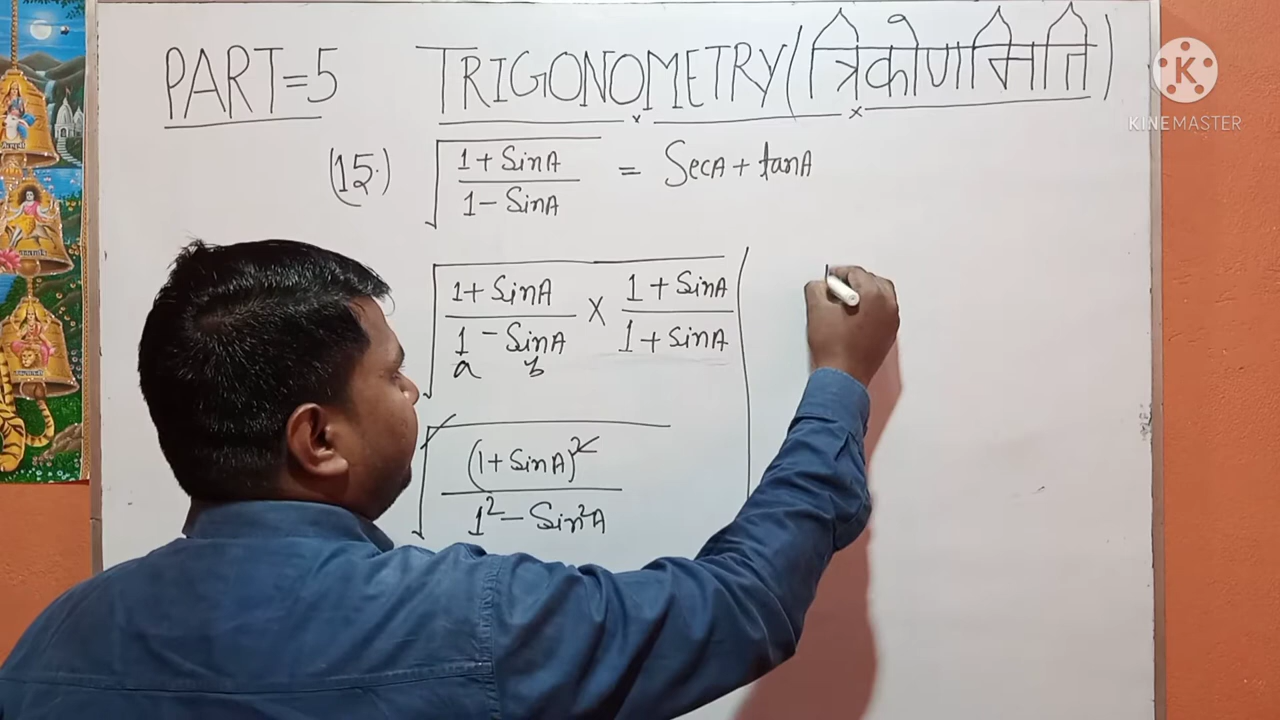 PART=5 TRIGONOMETRY (त्रिकोणमिति)
KINEMASTER
(15.) √((1 + SinA)/(1 - SinA)) = SecA + tanA
√((1 + SinA)/(1 - SinA) × (1 + SinA)/(1 + SinA))
a b
√((1 + SinA)²/(1² - Sin²A))